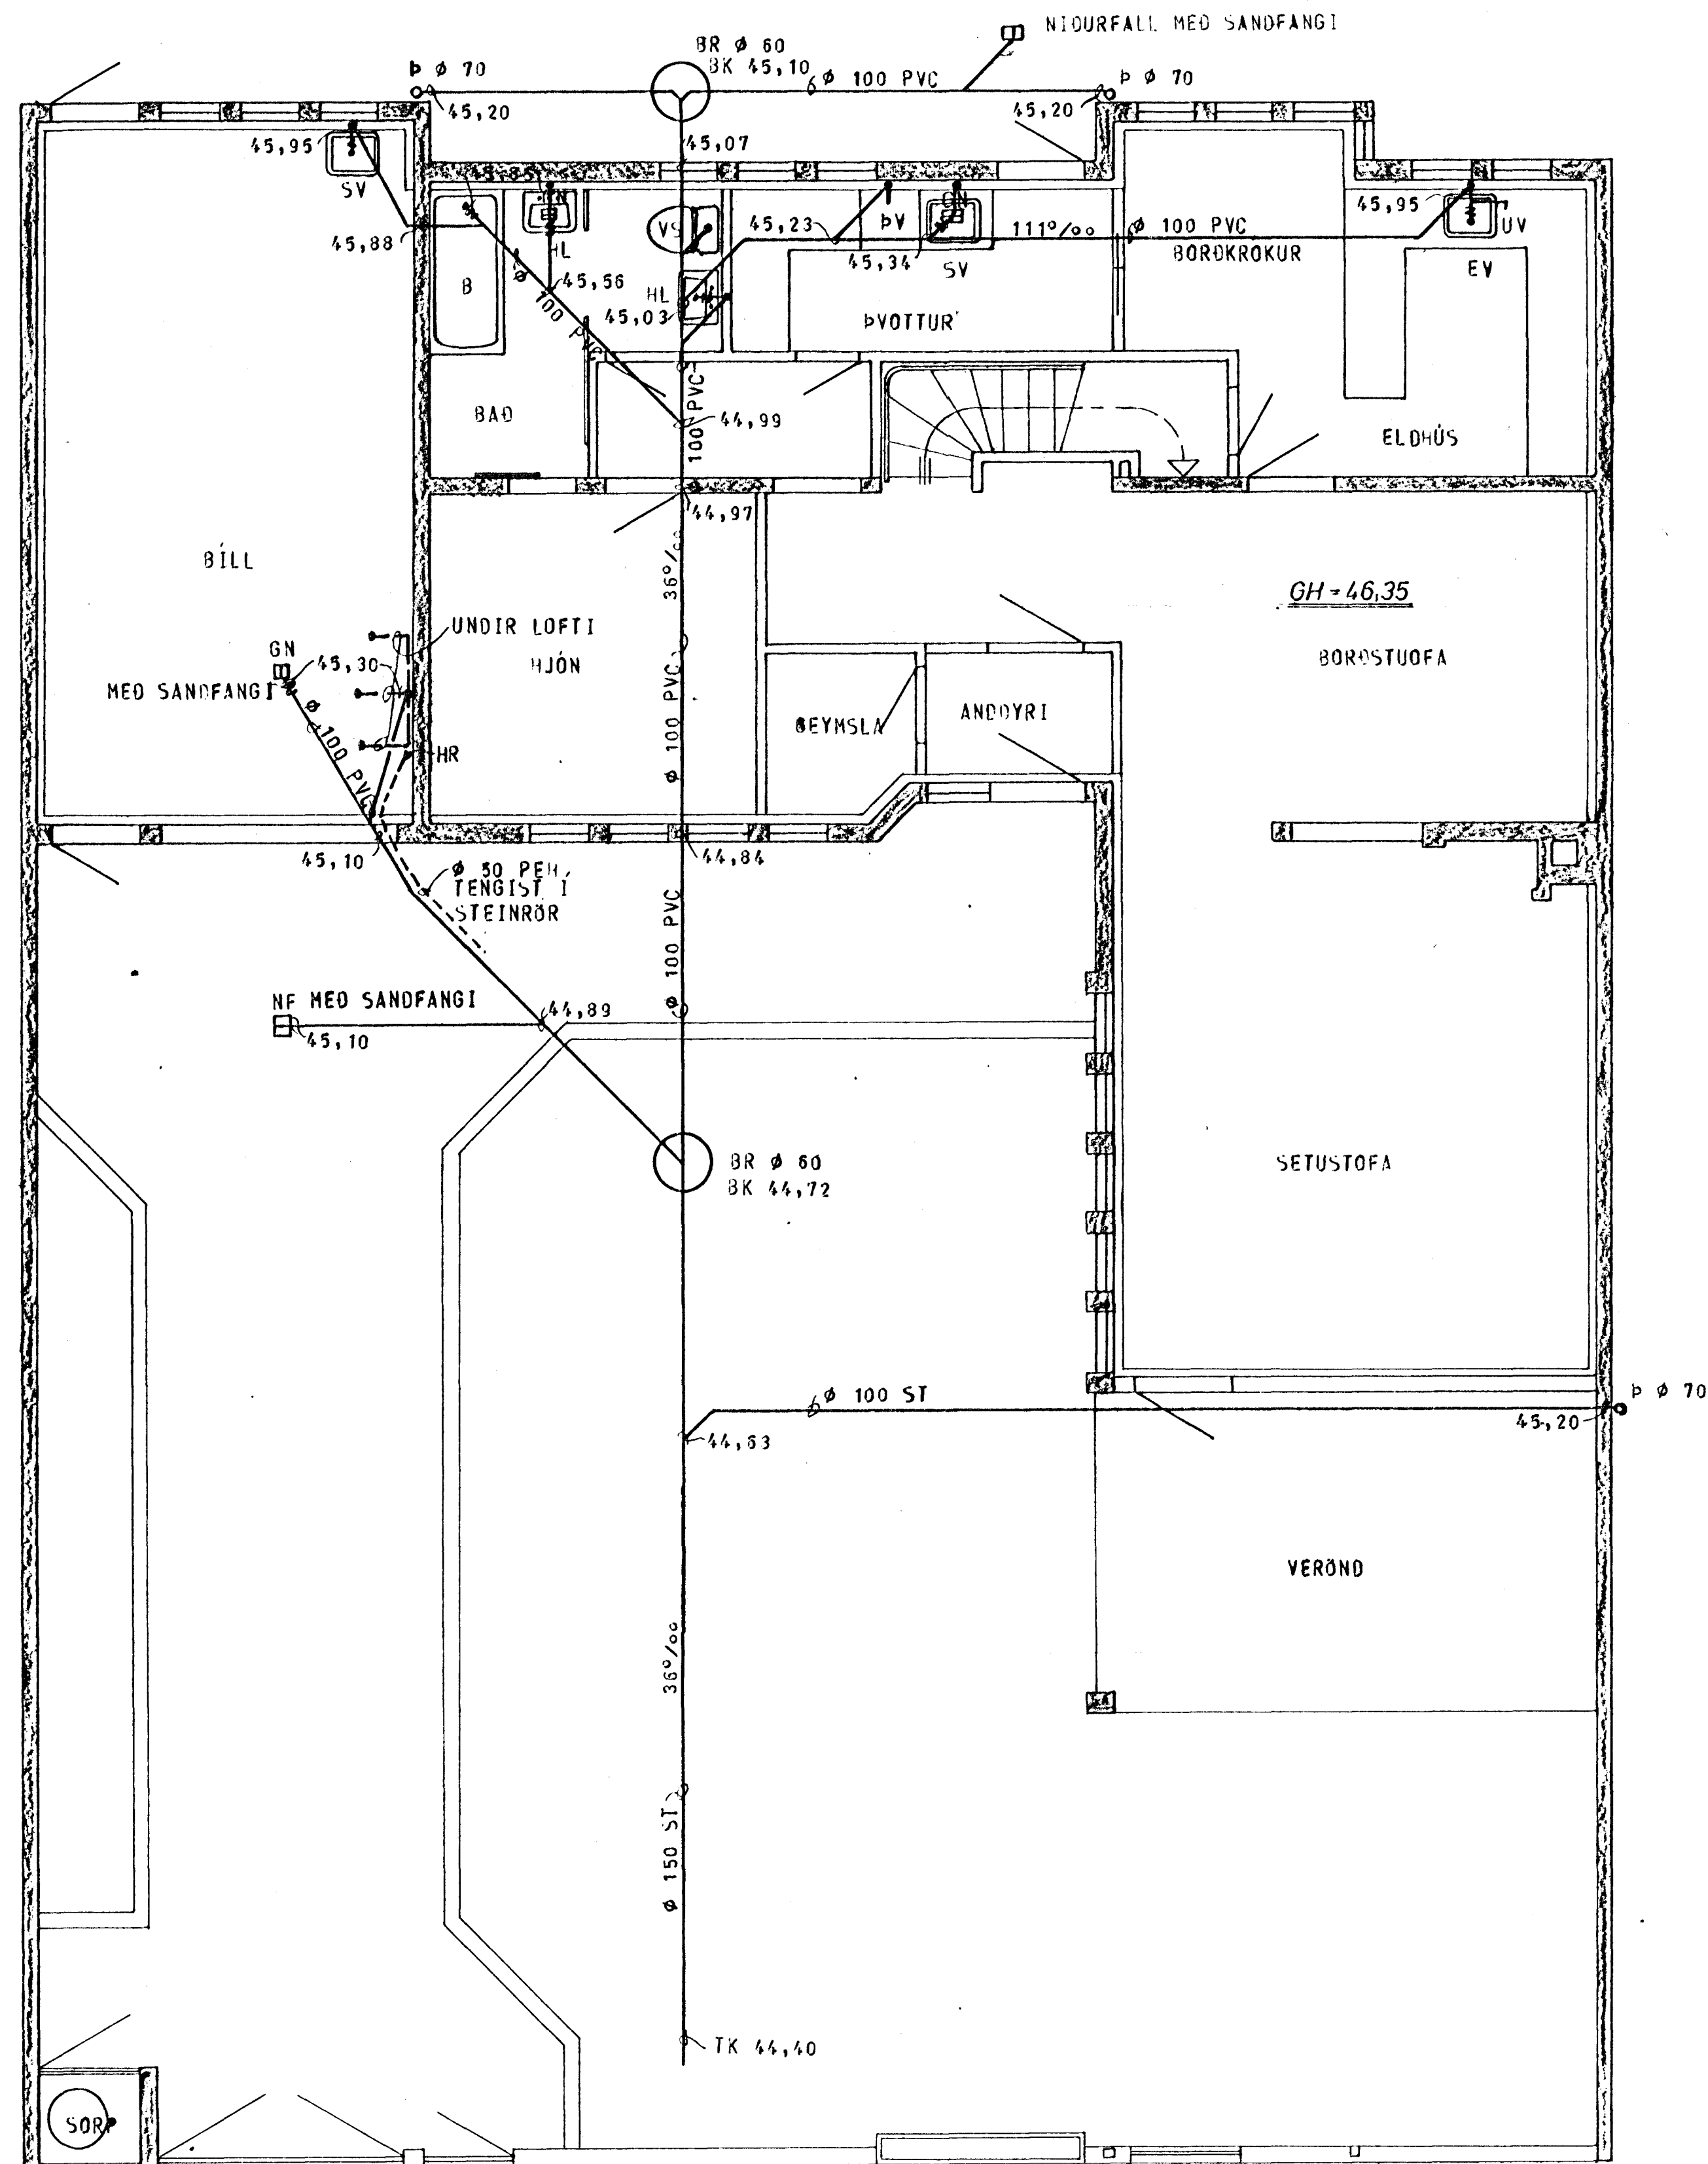 NIÐURFALL MEÐ SANDFANGI
BR Ø 60
BK 45,10
Þ Ø 70
Ø 100 PVC
Þ Ø 70
45,20
45,20
45,07
45,95
SV
45,88
B
HL
45,56
Ø 100 PVC
VS
HL
45,03
45,23
ÞV
45,34
SV
111º/oo
Ø 100 PVC
BORÐKRÓKUR
45,95
UV
EV
ÞVOTTUR
BAÐ
44,99
Ø 100 PVC
ELDHÚS
44,97
36º/oo
BÍLL
GH = 46,35
UNDIR LOFTI
HJÓN
BORÐSTUOFA
GN
45,30
MEÐ SANDFANGI
Ø 100 PVC
HR
Ø 100 PVC
GEYMSLA
ANDDYRI
45,10
44,84
Ø 50 PEH,
TENGIST Í
STEINRÖR
Ø 100 PVC
NF MEÐ SANDFANGI
44,89
45,10
BR Ø 60
BK 44,72
SETUSTOFA
Ø 100 ST
Þ Ø 70
45,20
44,63
VERÖND
36º/oo
Ø 150 ST
TK 44,40
SORP